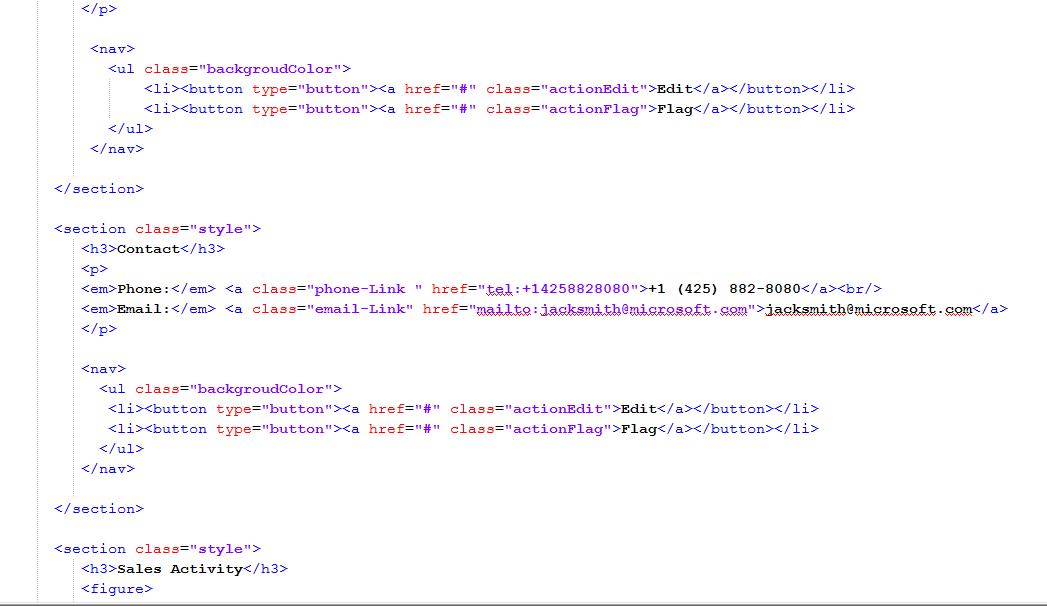 </p>
<nav>
<ul class="backgroudColor">
<li><button type="button"><a href="#" class="actionEdit">Edit</a></button></li>
<li><button type="button"><a href="#" class="actionFlag">Flag</a></button></li>
</ul>
</nav>
</section>
<section class="style">
<h3>Contact</h3>
<p>
<em>Phone:</em> <a class="phone-Link " href="tel:+14258828080">+1 (425) 882-8080</a><br/>
<em>Email:</em> <a class="email-Link" href="mailto:jacksmith@microsoft.com">jacksmith@microsoft.com</a>
</p>
<nav>
<ul class="backgroudColor">
<li><button type="button"><a href="#" class="actionEdit">Edit</a></button></li>
<li><button type="button"><a href="#" class="actionFlag">Flag</a></button></li>
</ul>
</nav>
</section>
<section class="style">
<h3>Sales Activity</h3>
<figure>